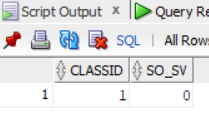 Script Output x Query Re
SQL | All Rows
CLASSID SO_SV
1 1 0